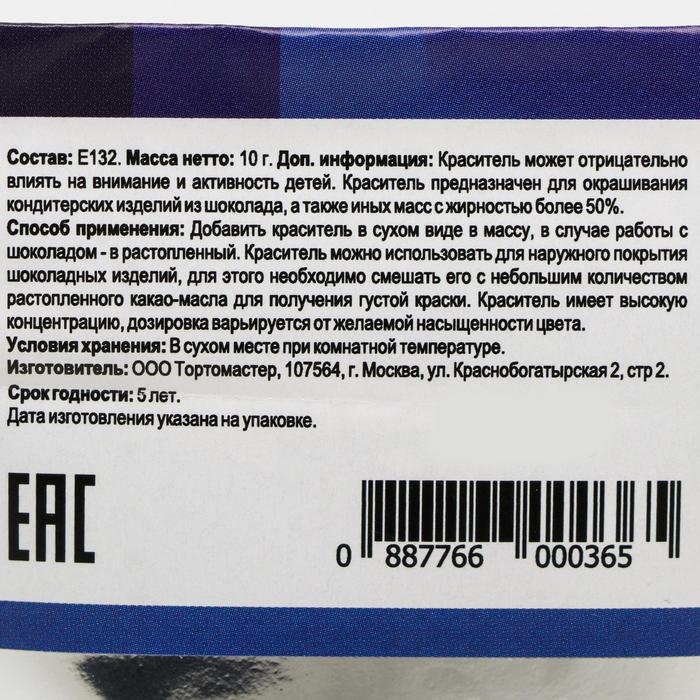 Состав: Е132. Масса нетто: 10 г. Доп. информация: Краситель может отрицательно
влиять на внимание и активность детей. Краситель предназначен для окрашивания
кондитерских изделий из шоколада, а также иных масс с жирностью более 50%.
Способ применения: Добавить краситель в сухом виде в массу, в случае работы с
шоколадом - в растопленный. Краситель можно использовать для наружного покрытия
шоколадных изделий, для этого необходимо смешать его с небольшим количеством
растопленного какао-масла для получения густой краски. Краситель имеет высокую
концентрацию, дозировка варьируется от желаемой насыщенности цвета.
Условия хранения: В сухом месте при комнатной температуре.
Изготовитель: ООО Тортомастер, 107564, г. Москва, ул. Краснобогатырская 2, стр 2.
Срок годности: 5 лет.
Дата изготовления указана на упаковке.
EAC
0 887766 000365